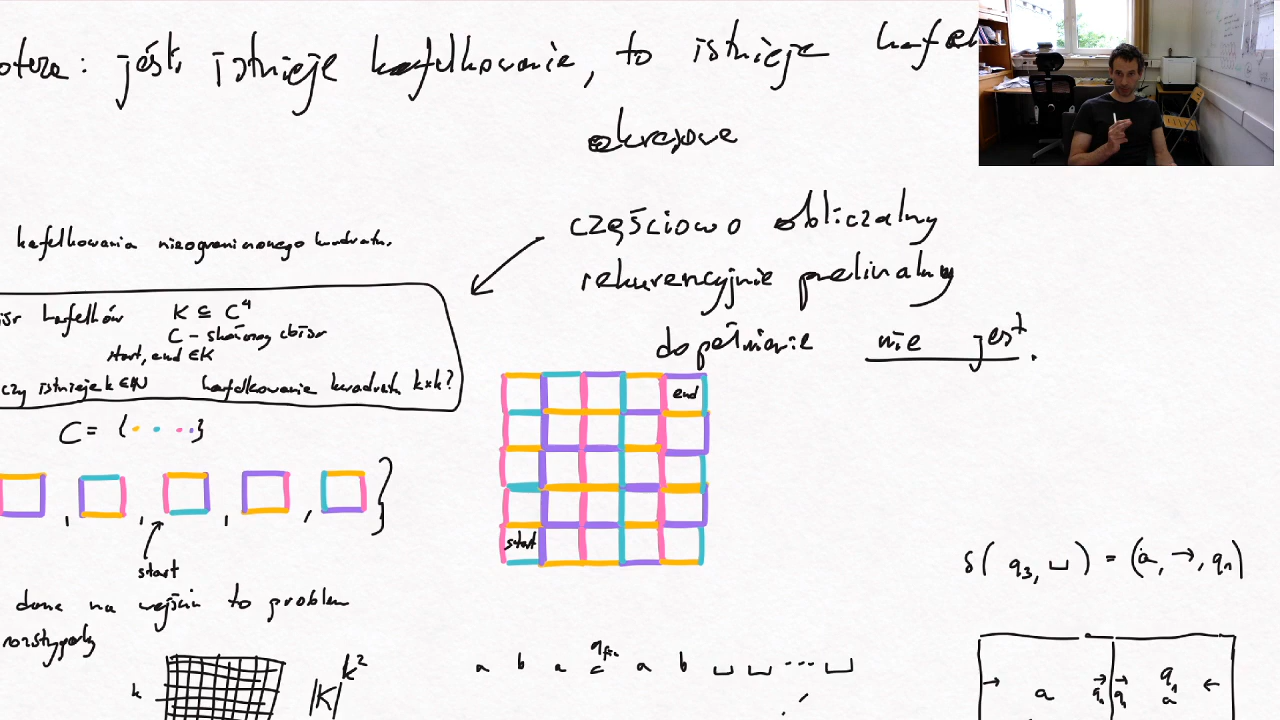 oteza: jeśli istnieje kafelkowanie, to istnieje kafel
okresowe
kafelkowania nieograniczonego kwadratu.
częściowo obliczalny
rekurencyjnie przeliczalny
dopełnienie nie jest.
kafelków K ⊆ C⁴
C - skończony zbiór
start, end ∈ K
czy istnieje k ∈ ℕ kafelkowanie kwadratu k×k?
C = {· · · ·}
, , , , }
start
end
start
dane na wejściu to problem
rozstrzyg
k |K|^k²
a b a c a b ⊔ ⊔ ... ⊔
δ( q₃, ⊔ ) = (a, →, q₁)
→ a → → q₁ a ←